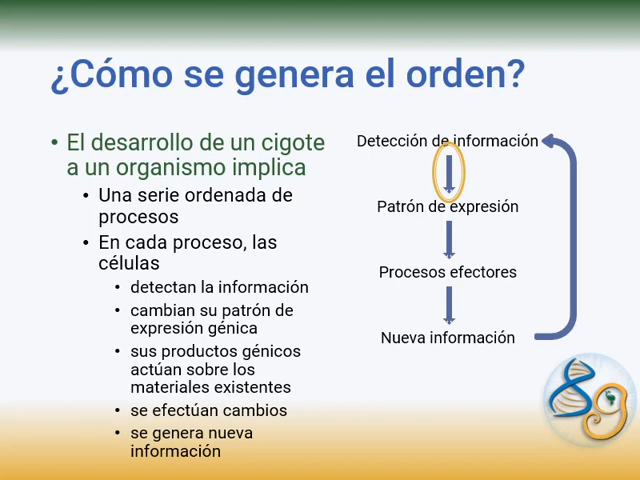 ¿Cómo se genera el orden?
• El desarrollo de un cigote
a un organismo implica
• Una serie ordenada de
procesos
• En cada proceso, las
células
• detectan la información
• cambian su patrón de
expresión génica
• sus productos génicos
actúan sobre los
materiales existentes
• se efectúan cambios
• se genera nueva
información
Detección de información
Patrón de expresión
Procesos efectores
Nueva información